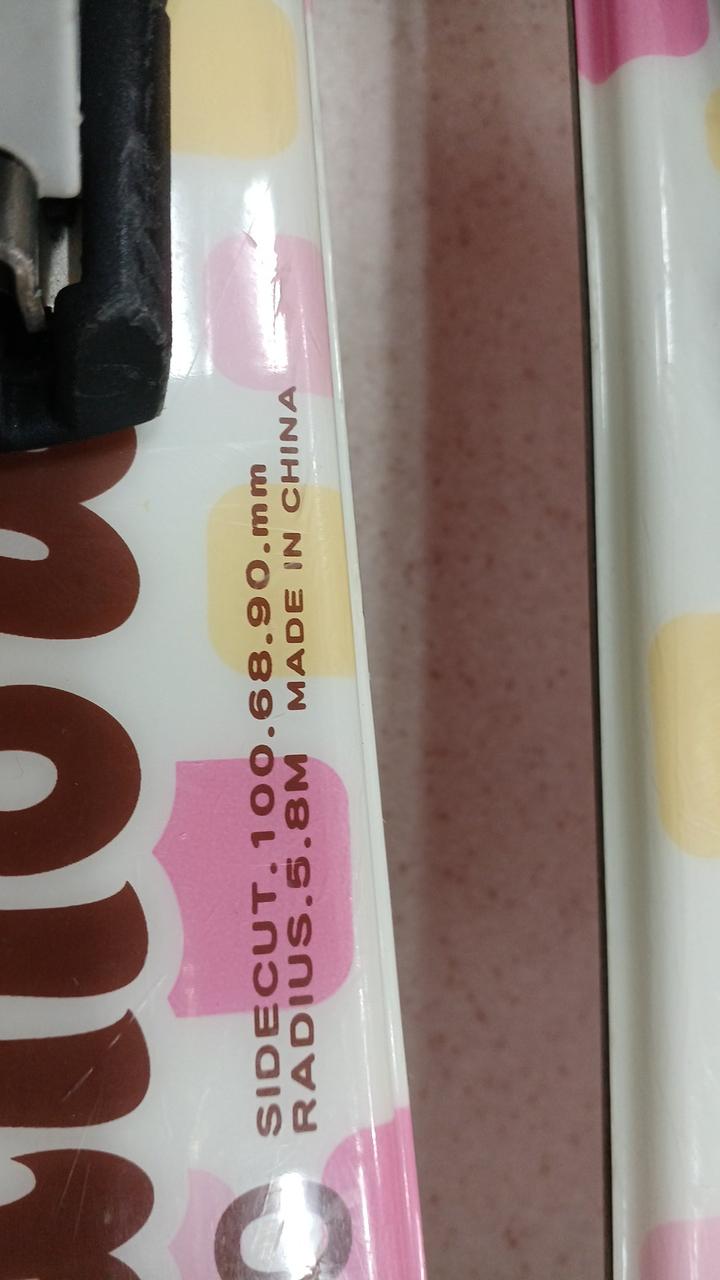 SIDECUT.100.68.90.mm
RADIUS.5.8M MADE IN CHINA